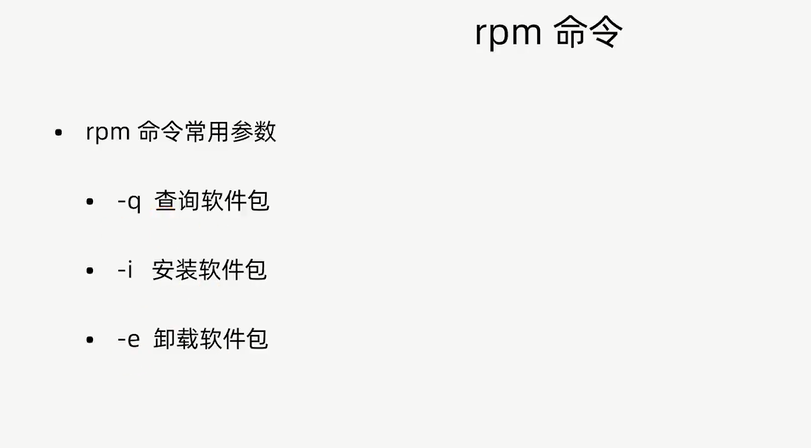 rpm 命令
• rpm 命令常用参数
• -q 查询软件包
• -i 安装软件包
• -e 卸载软件包